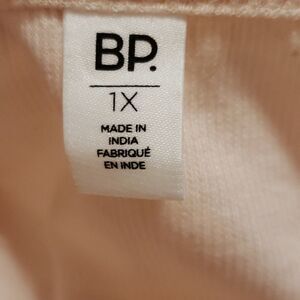 BP.
1X
MADE IN
INDIA
FABRIQUÉ
EN INDE